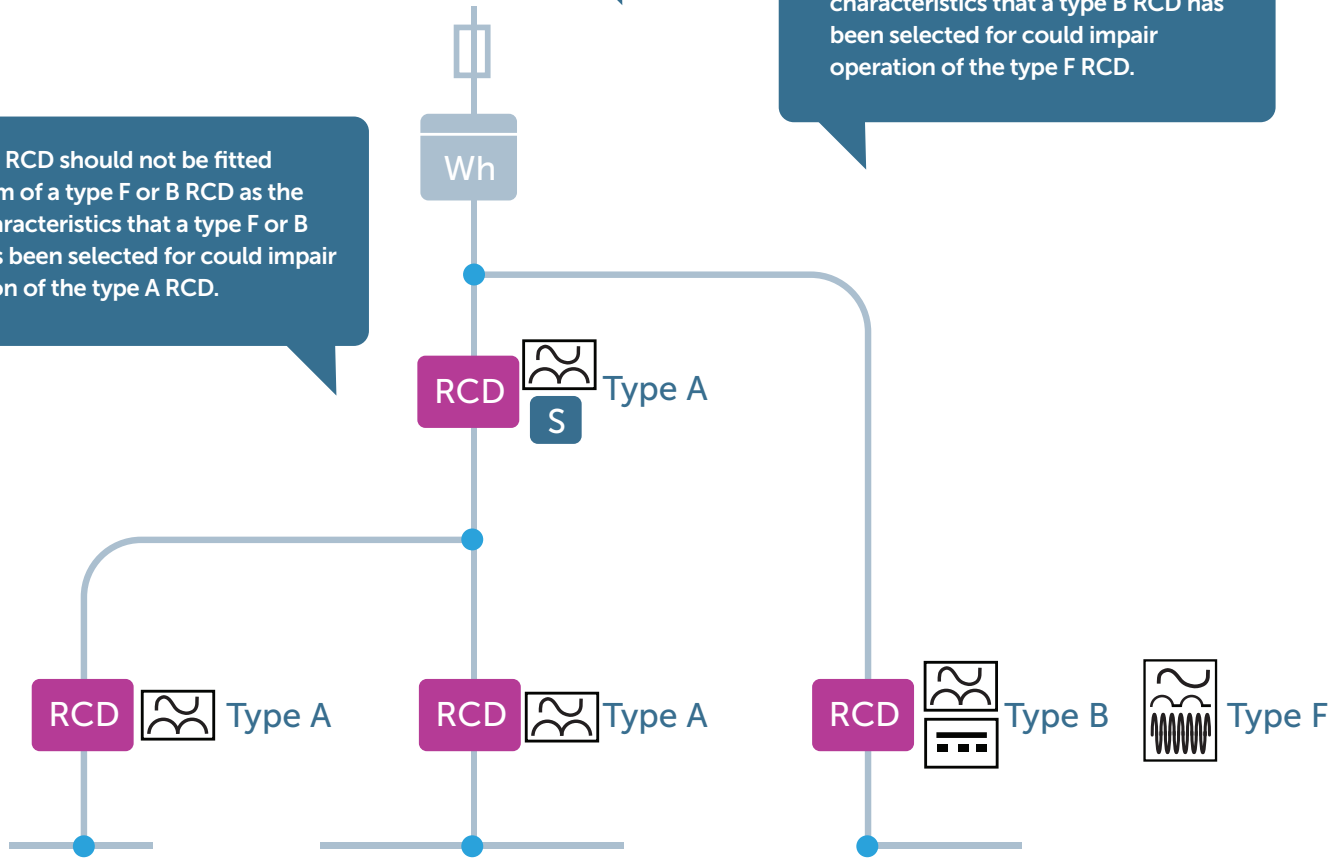 characteristics that a type B RCD has
been selected for could impair
operation of the type F RCD.
RCD should not be fitted
of a type F or B RCD as the
that a type F or B
been selected for could impair
of the type A RCD.
Wh
RCD
Type A
S
RCD
Type A
RCD
Type A
RCD
Type B
Type F